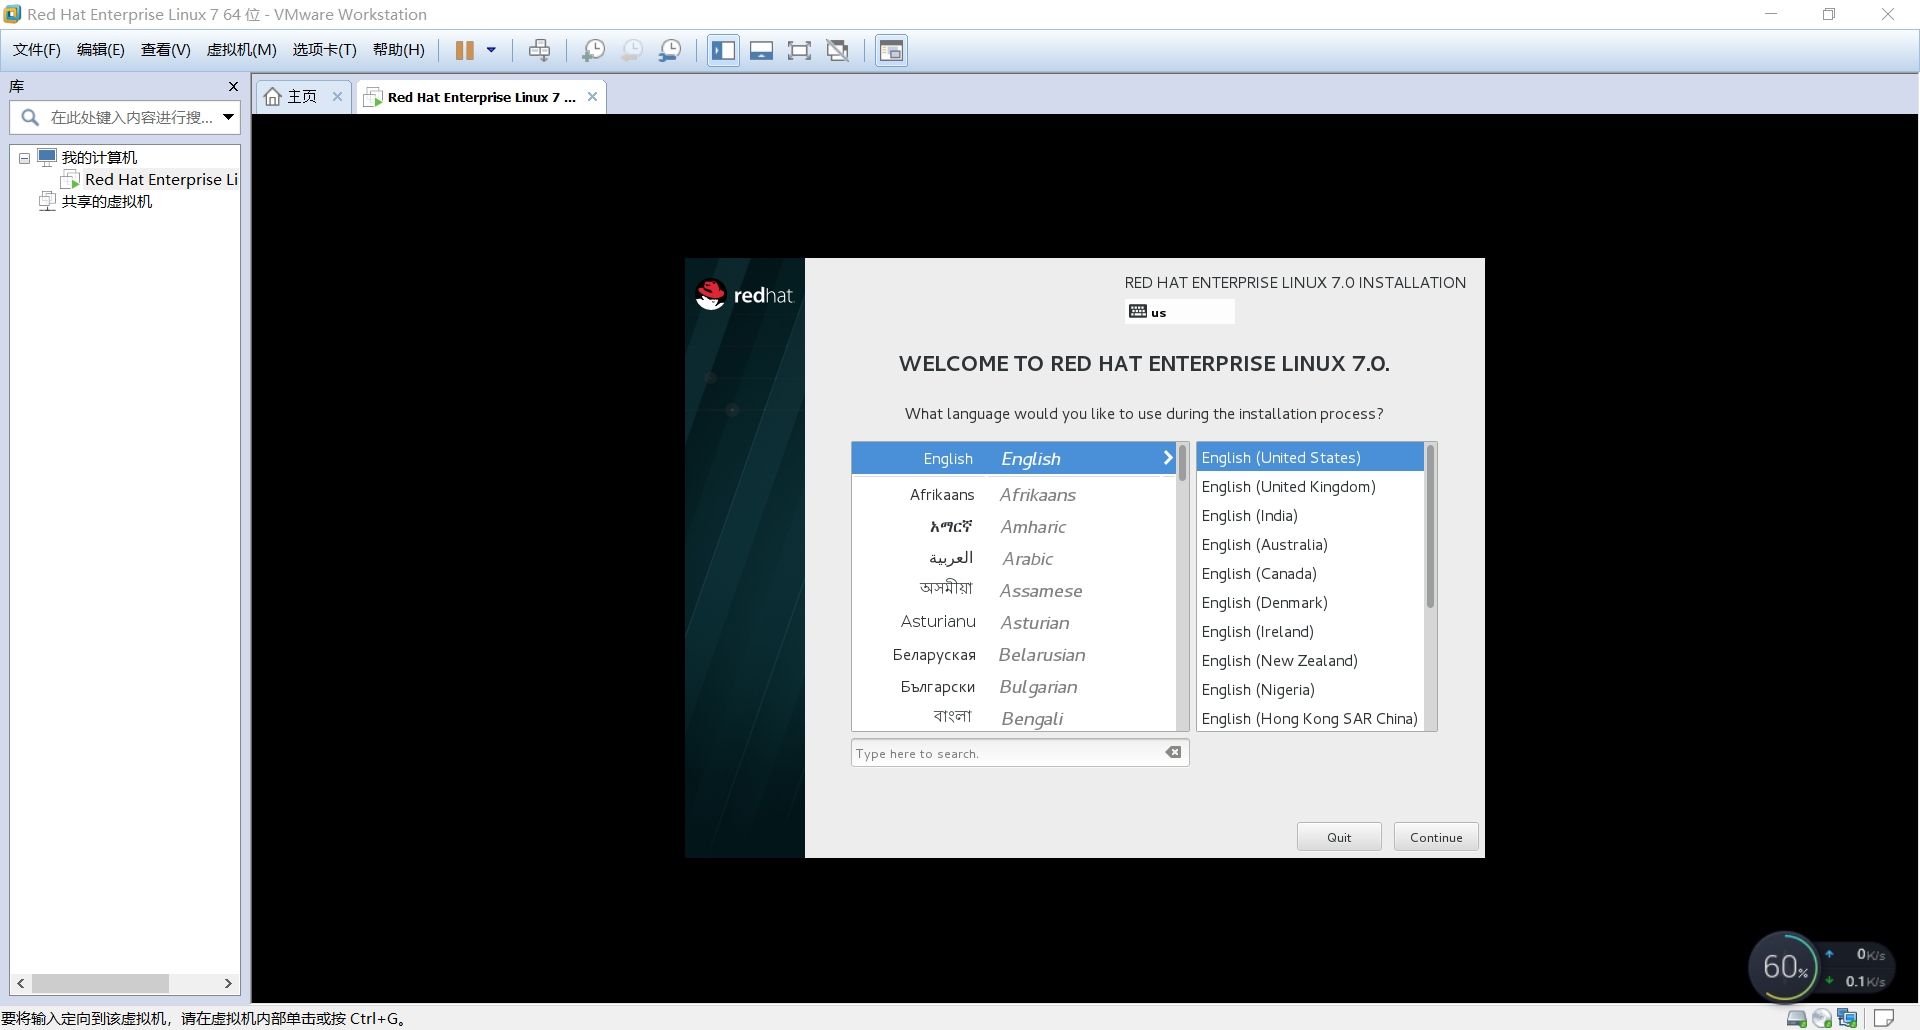 Red Hat Enterprise Linux 7 64 位 - VMware Workstation
文件(F) 编辑(E) 查看(V) 虚拟机(M) 选项卡(T) 帮助(H)
库 x
主页 × Red Hat Enterprise Linux 7 ... ×
在此处键入内容进行搜...
我的计算机
Red Hat Enterprise Li
共享的虚拟机
redhat
RED HAT ENTERPRISE LINUX 7.0 INSTALLATION
us
WELCOME TO RED HAT ENTERPRISE LINUX 7.0.
What language would you like to use during the installation process?
English English
Afrikaans Afrikaans
አማርኛ Amharic
العربية Arabic
অসমীয়া Assamese
Asturianu Asturian
Беларуская Belarusian
Български Bulgarian
বাংলা Bengali
Type here to search.
English (United States)
English (United Kingdom)
English (India)
English (Australia)
English (Canada)
English (Denmark)
English (Ireland)
English (New Zealand)
English (Nigeria)
English (Hong Kong SAR China)
Quit Continue
60%
0K/s
0.1K/s
要将输入定向到该虚拟机，请在虚拟机内部单击或按 Ctrl+G。